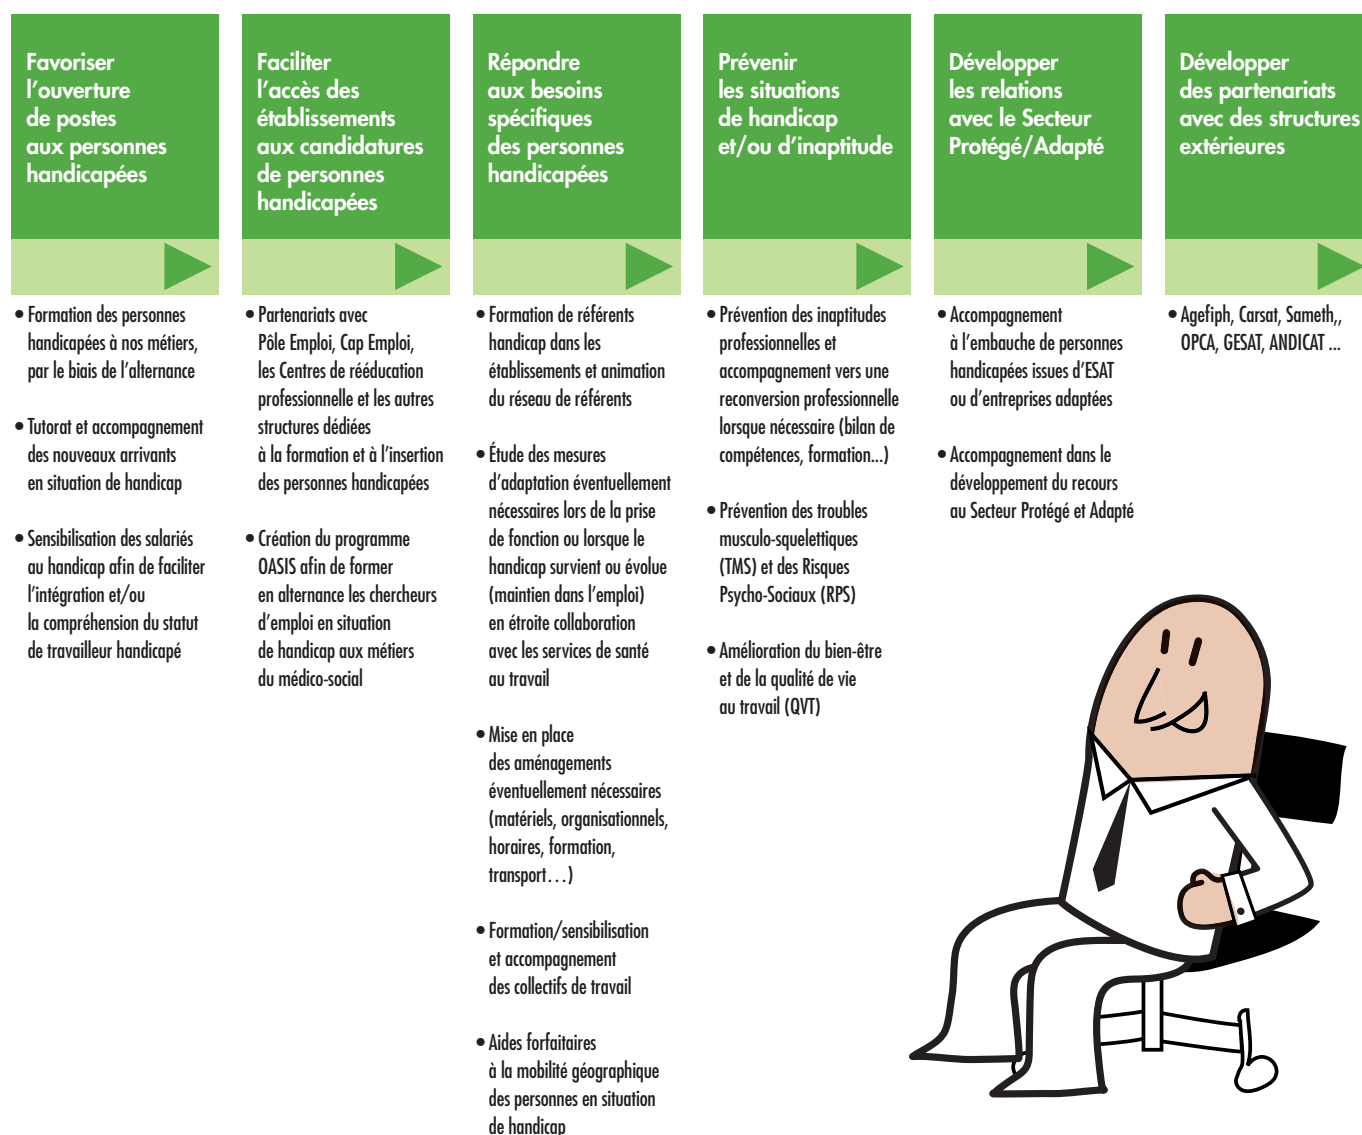 Favoriser
l'ouverture
de postes
aux personnes
handicapées
• Formation des personnes
handicapées à nos métiers,
par le biais de l'alternance
• Tutorat et accompagnement
des nouveaux arrivants
en situation de handicap
• Sensibilisation des salariés
au handicap afin de faciliter
l'intégration et/ou
la compréhension du statut
de travailleur handicapé
Faciliter
l'accès des
établissements
aux candidatures
de personnes
handicapées
• Partenariats avec
Pôle Emploi, Cap Emploi,
les Centres de rééducation
professionnelle et les autres
structures dédiées
à la formation et à l'insertion
des personnes handicapées
• Création du programme
OASIS afin de former
en alternance les chercheurs
d'emploi en situation
de handicap aux métiers
du médico-social
Répondre
aux besoins
spécifiques
des personnes
handicapées
• Formation de référents
handicap dans les
établissements et animation
du réseau de référents
• Étude des mesures
d'adaptation éventuellement
nécessaires lors de la prise
de fonction ou lorsque le
handicap survient ou évolue
(maintien dans l'emploi)
en étroite collaboration
avec les services de santé
au travail
• Mise en place
des aménagements
éventuellement nécessaires
(matériels, organisationnels,
horaires, formation,
transport...)
• Formation/sensibilisation
et accompagnement
des collectifs de travail
• Aides forfaitaires
à la mobilité géographique
des personnes en situation
de handicap
Prévenir
les situations
de handicap
et/ou d'inaptitude
• Prévention des inaptitudes
professionnelles et
accompagnement vers une
reconversion professionnelle
lorsque nécessaire (bilan de
compétences, formation...)
• Prévention des troubles
musculo-squelettiques
(TMS) et des Risques
Psycho-Sociaux (RPS)
• Amélioration du bien-être
et de la qualité de vie
au travail (QVT)
Développer
les relations
avec le Secteur
Protégé/Adapté
• Accompagnement
à l'embauche de personnes
handicapées issues d'ESAT
ou d'entreprises adaptées
• Accompagnement dans le
développement du recours
au Secteur Protégé et Adapté
Développer
des partenariats
avec des structures
extérieures
• Agefiph, Carsat, Sameth,,
OPCA, GESAT, ANDICAT ...